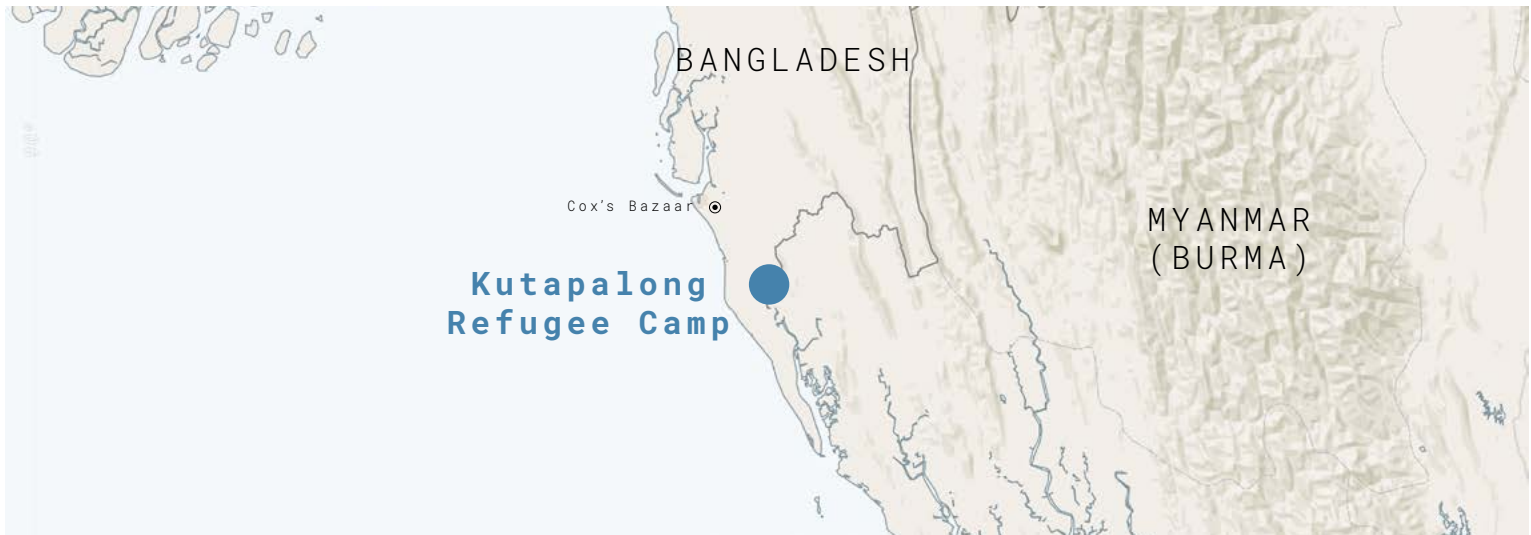 BANGLADESH
Cox's Bazaar
MYANMAR
(BURMA)
Kutapalong
Refugee Camp